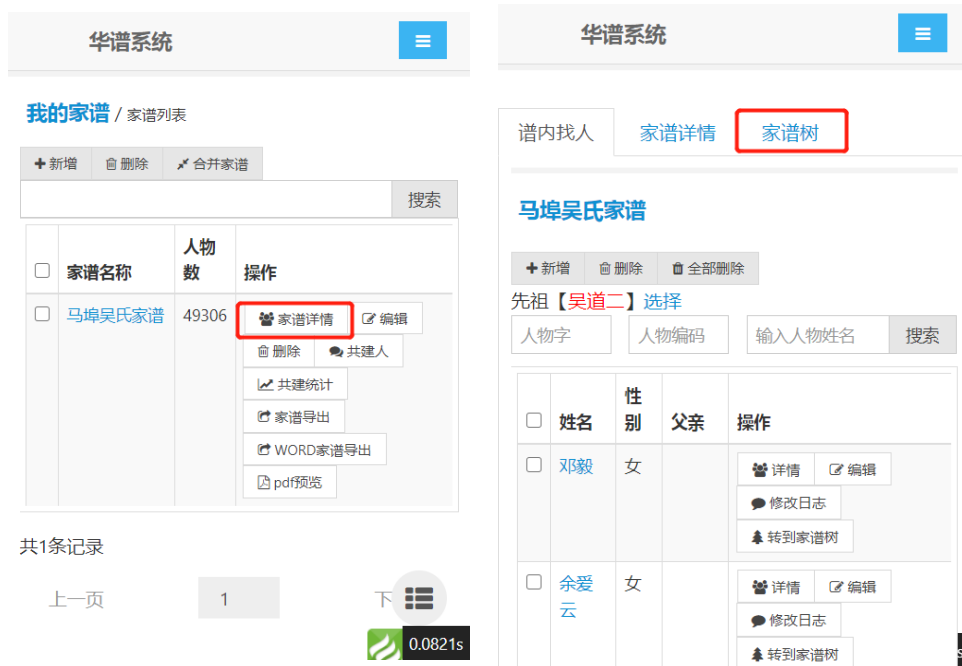 华谱系统
我的家谱 / 家谱列表
新增 删除 合并家谱
搜索
家谱名称 人物数 操作
马埠吴氏家谱 49306 家谱详情 编辑
删除 共建人
共建统计
家谱导出
WORD家谱导出
pdf预览
共1条记录
上一页 1 下
0.0821s
华谱系统
谱内找人 家谱详情 家谱树
马埠吴氏家谱
新增 删除 全部删除
先祖【吴道二】选择
人物字 人物编码 输入人物姓名 搜索
姓名 性别 父亲 操作
邓毅 女 详情 编辑
修改日志
转到家谱树
余爱云 女 详情 编辑
修改日志
转到家谱树
s